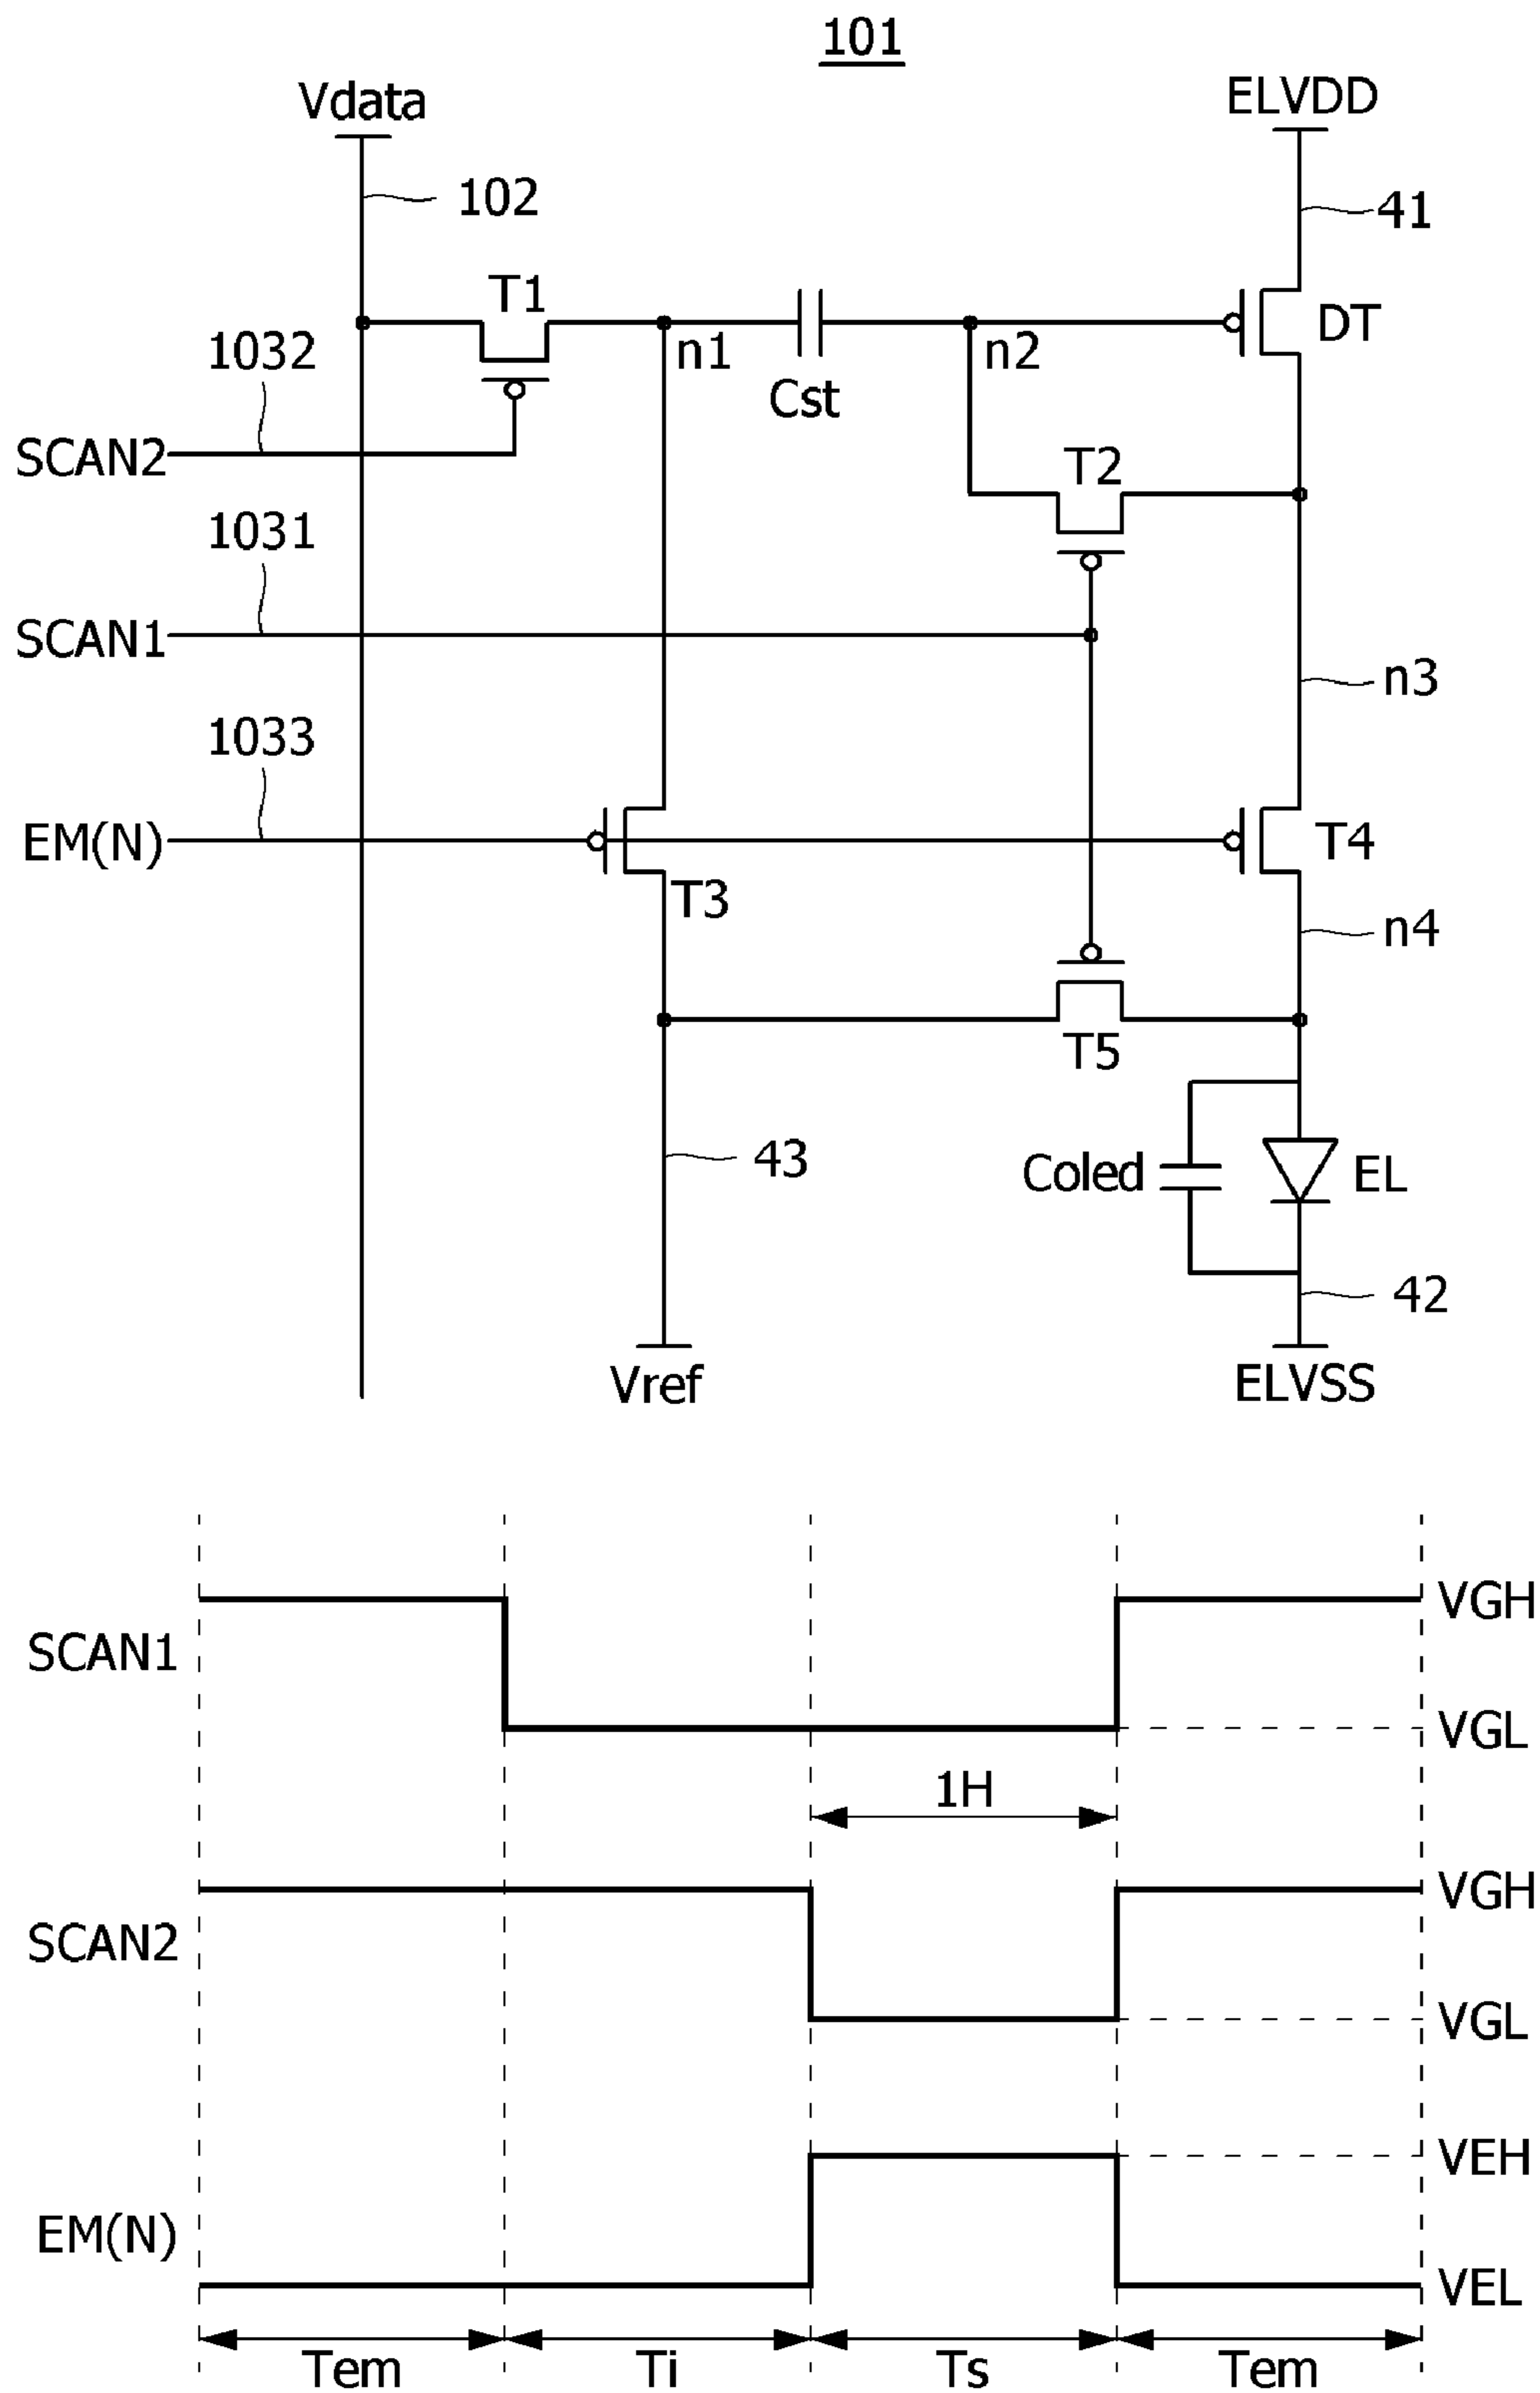 101
Vdata
ELVDD
102
41
T1
n1
Cst
n2
DT
1032
SCAN2
T2
1031
SCAN1
n3
1033
EM(N)
T3
T4
n4
T5
43
Coled
EL
42
Vref
ELVSS
SCAN1
VGH
VGL
1H
SCAN2
VGH
VGL
EM(N)
VEH
VEL
Tem
Ti
Ts
Tem